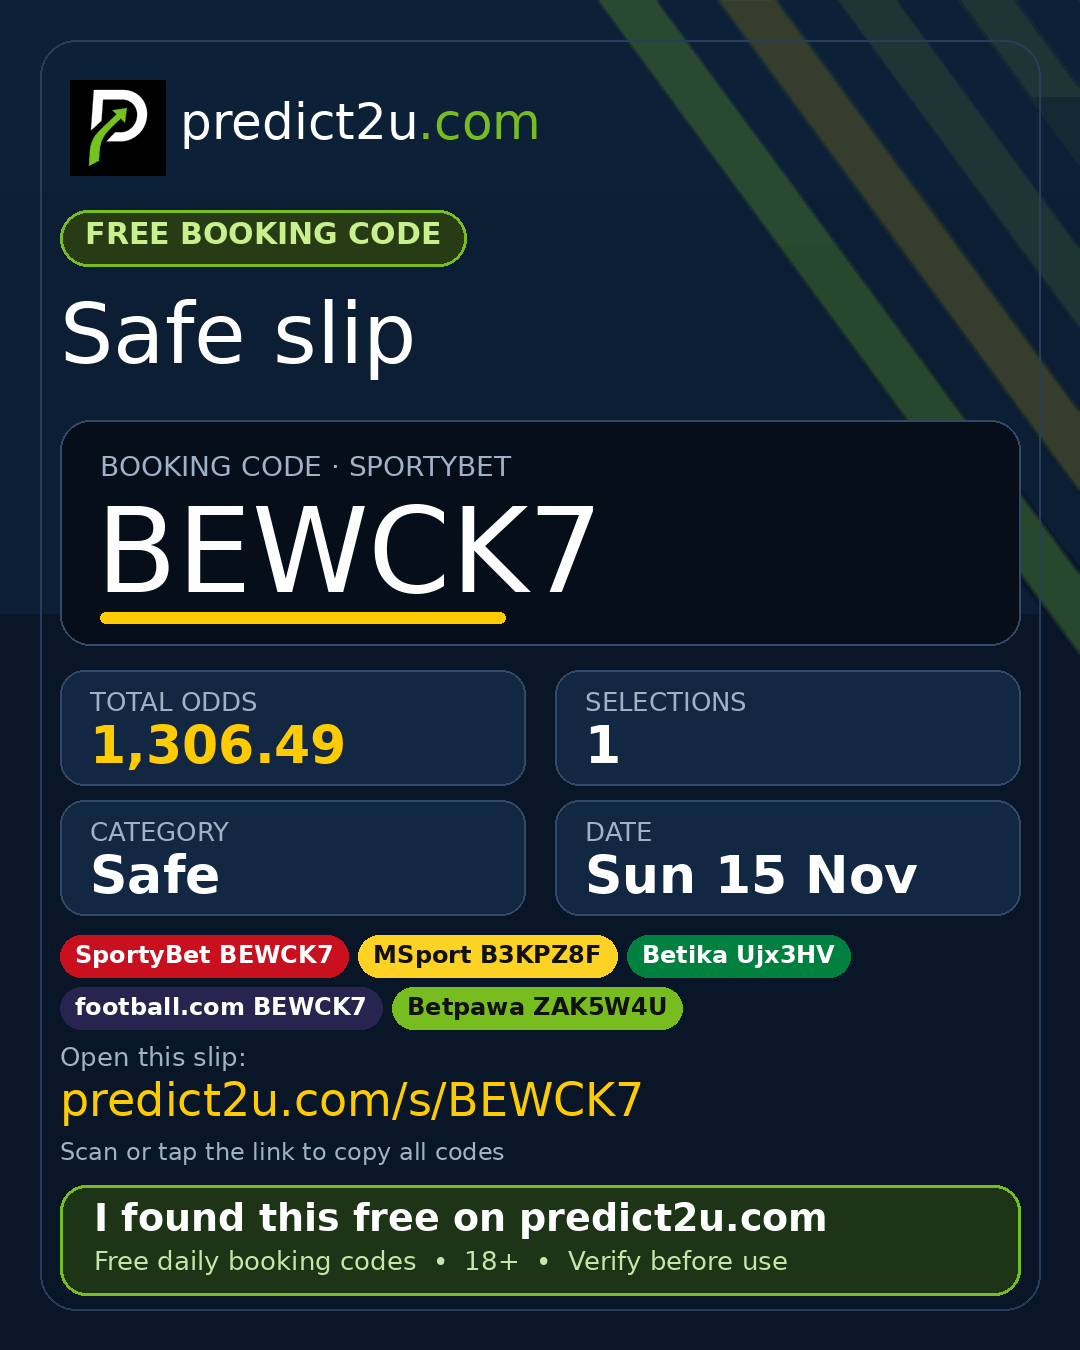 predict2u.com
FREE BOOKING CODE
Safe slip
BOOKING CODE · SPORTYBET
BEWCK7
TOTAL ODDS
1,306.49
SELECTIONS
1
CATEGORY
Safe
DATE
Sun 15 Nov
SportyBet BEWCK7
MSport B3KPZ8F
Betika Ujx3HV
football.com BEWCK7
Betpawa ZAK5W4U
Open this slip:
predict2u.com/s/BEWCK7
Scan or tap the link to copy all codes
I found this free on predict2u.com
Free daily booking codes • 18+ • Verify before use